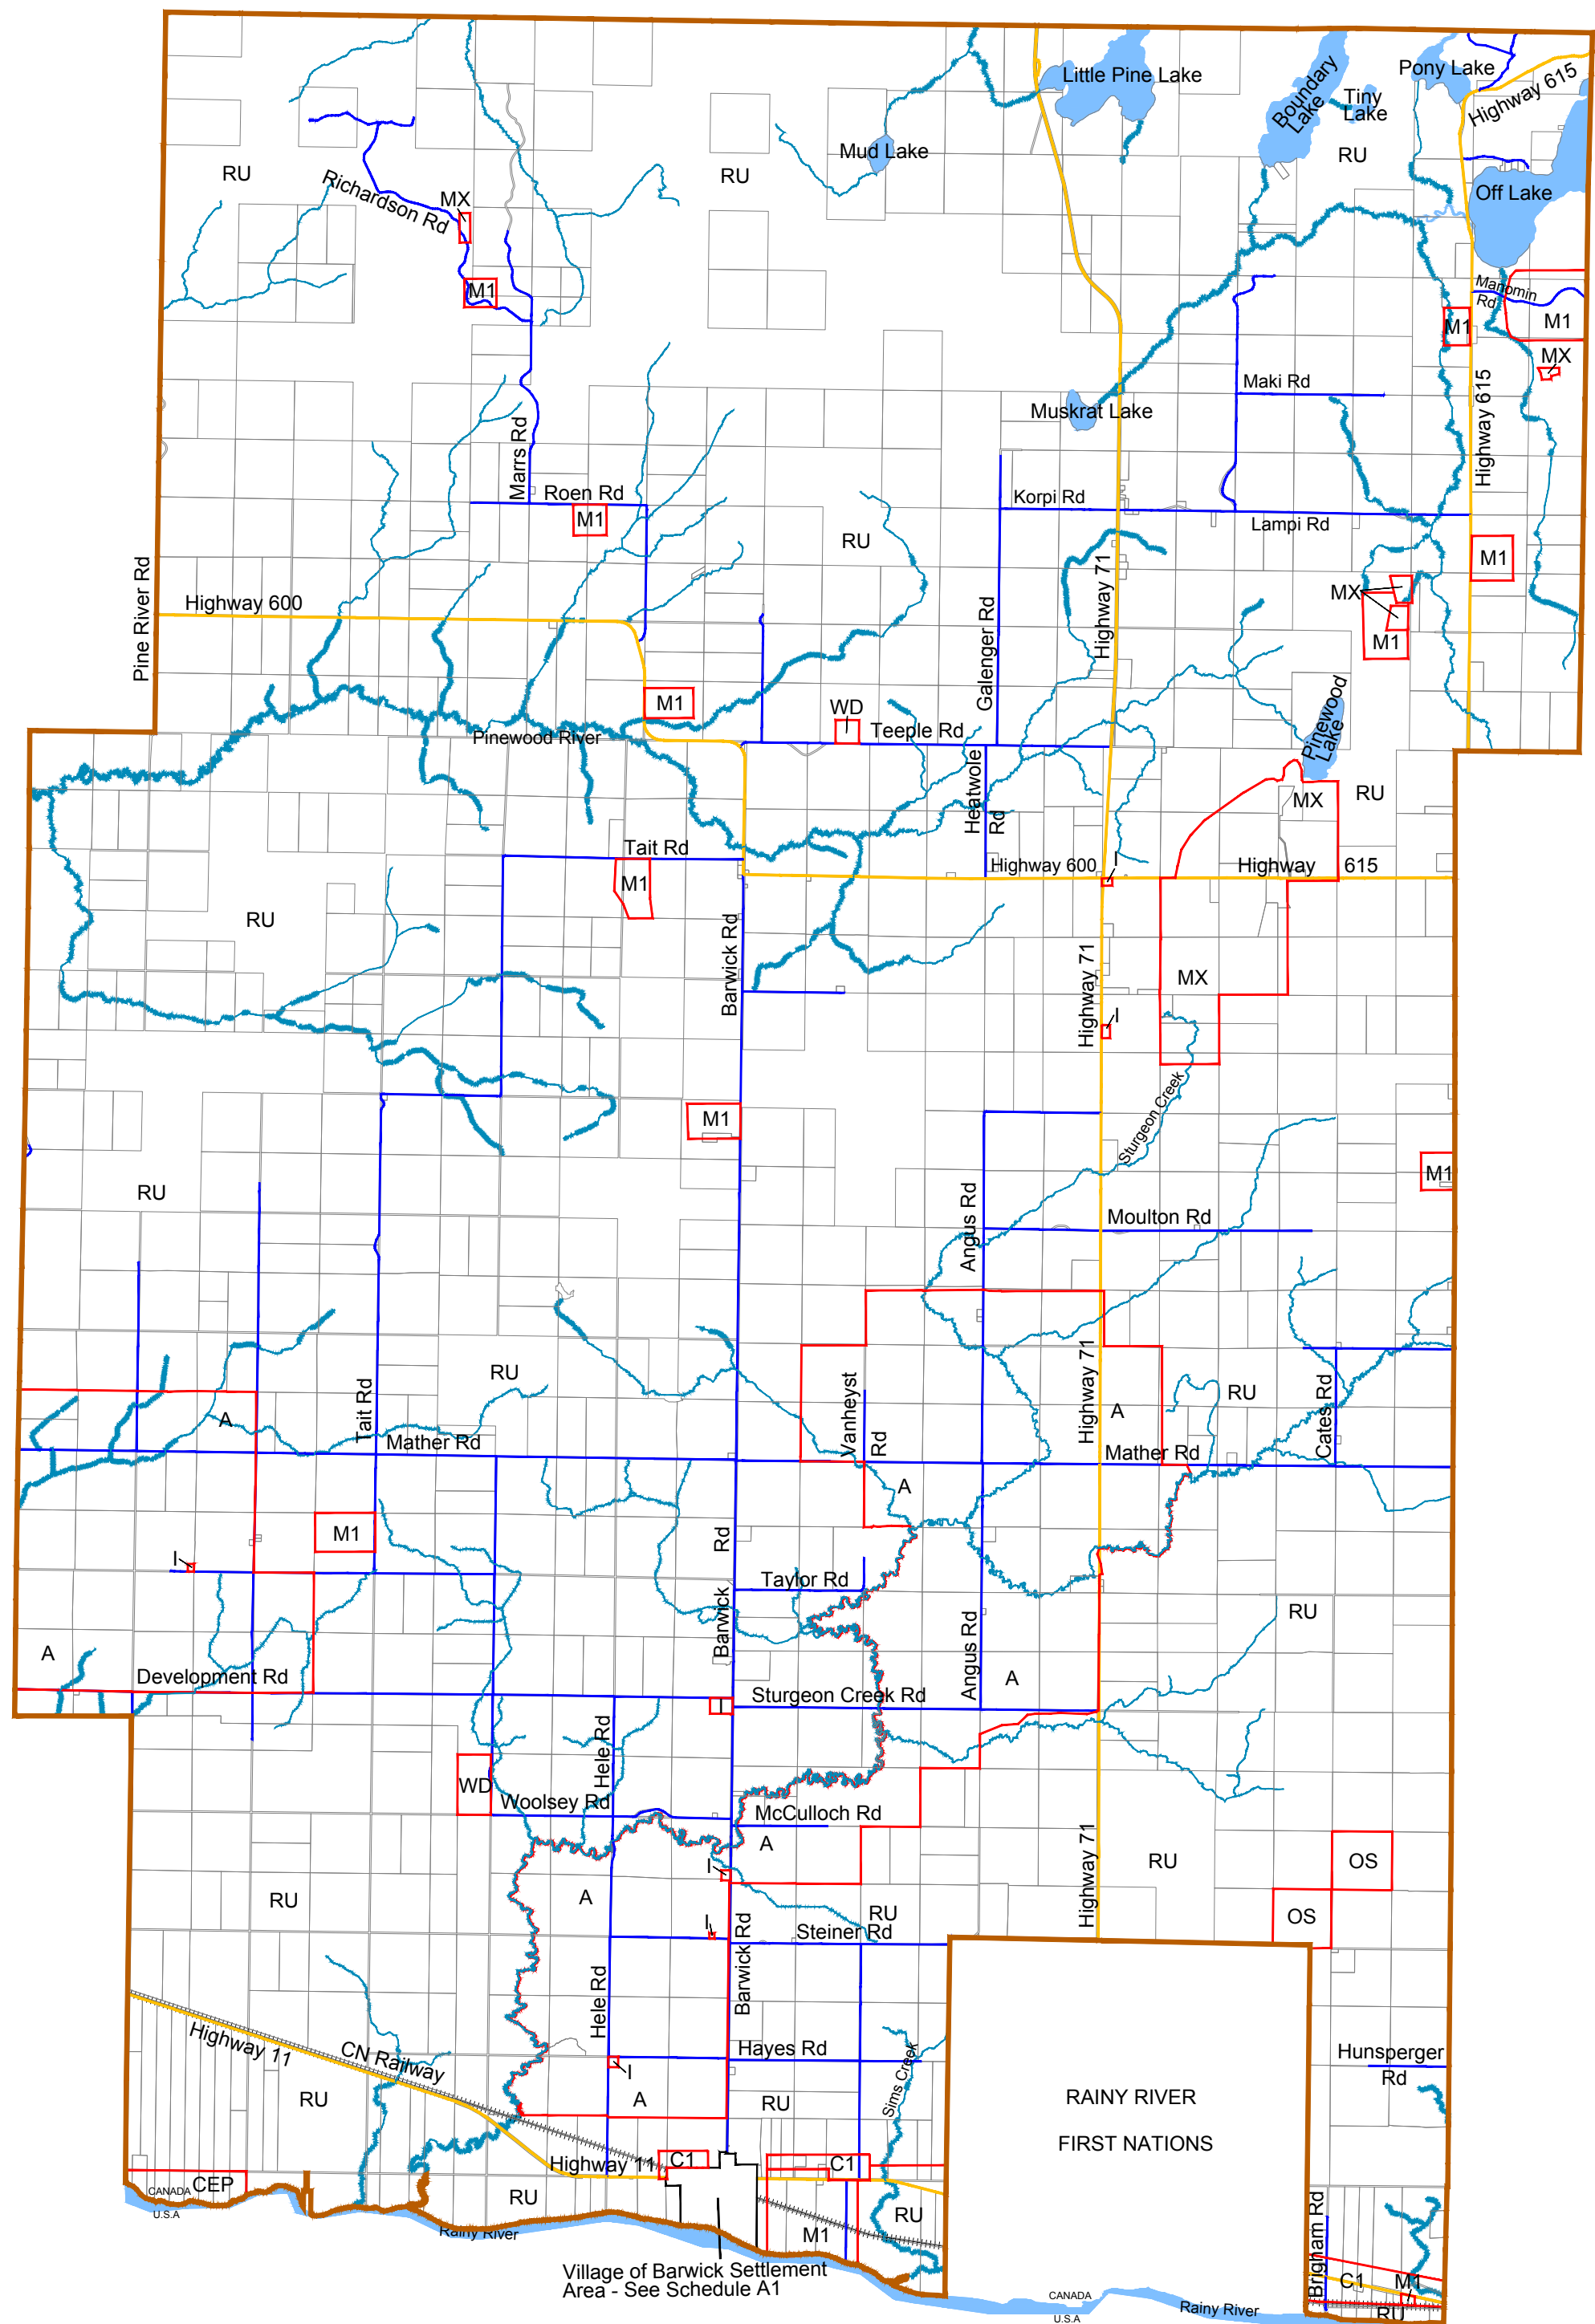 Little Pine Lake
Boundary
Lake
Tiny
Lake
Pony Lake
Highway 615
Mud Lake
RU
RU
RU
Off Lake
Richardson Rd
MX
M1
Manomin
Rd
M1
M1
MX
Maki Rd
Muskrat Lake
Highway 615
Marrs Rd
Roen Rd
M1
Korpi Rd
Lampi Rd
RU
M1
Pine River Rd
Highway 600
Galenger Rd
Highway 71
MX
M1
M1
WD
Teeple Rd
Pinewood River
Pinewood
Lake
Heatwole
Rd
MX
RU
Tait Rd
M1
Highway 600
I
Highway 615
RU
Barwick Rd
Highway 71
MX
I
M1
Sturgeon Creek
M1
RU
Angus Rd
Moulton Rd
RU
Tait Rd
A
Mather Rd
Vanheyst
Rd
Highway 71
A
RU
Cates Rd
Mather Rd
A
M1
I
Rd
Barwick
Taylor Rd
RU
A
Development Rd
Angus Rd
A
I
Sturgeon Creek Rd
Hele Rd
WD
Woolsey Rd
McCulloch Rd
A
Highway 71
RU
OS
I
A
RU
RU
OS
I
Steiner Rd
Barwick Rd
Hele Rd
Highway 11
CN Railway
Hayes Rd
Sims Creek
Hunsperger
Rd
I
A
RU
RU
RAINY RIVER
FIRST NATIONS
Highway 11
C1
C1
CEP
CANADA
U.S.A
RU
RU
M1
Rainy River
Brigham Rd
Village of Barwick Settlement
Area - See Schedule A1
C1
M1
RU
CANADA
U.S.A
Rainy River